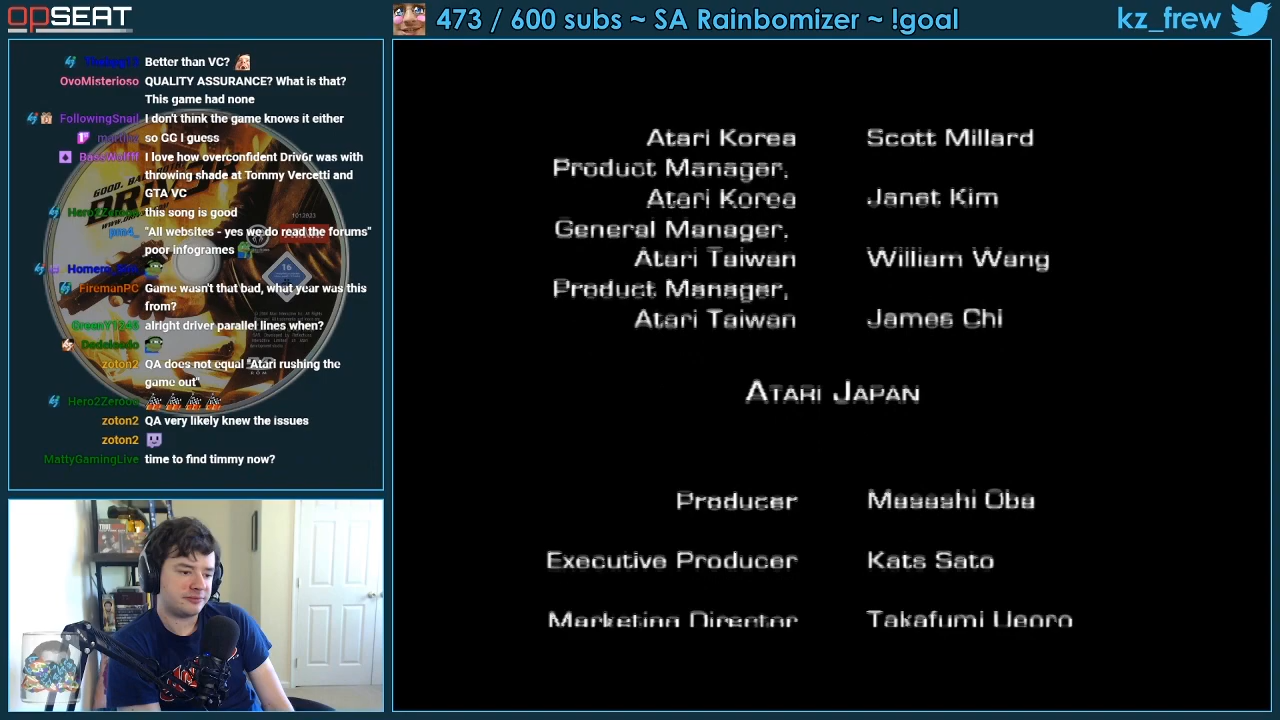 OPSEAT
473 / 600 subs ~ SA Rainbomizer ~ !goal
kz_frew
Better than VC?
OvoMisterioso QUALITY ASSURANCE? What is that?
This game had none
FollowingSnail I don't think the game knows it either
so GG I guess
BassWulfff I love how overconfident Driv6r was with
throwing shade at Tommy Vercetti and
GTA VC
this song is good
pm4_ "All websites - yes we do read the forums"
poor infogrames
FiremanPC Game wasn't that bad, what year was this
from?
alright driver parallel lines when?
zoton2 QA does not equal "Atari rushing the
game out"
zoton2 QA very likely knew the issues
zoton2
MattyGamingLive time to find timmy now?
16
Atari Korea Scott Millard
Product Manager,
Atari Korea Janet Kim
General Manager,
Atari Taiwan William Wang
Product Manager,
Atari Taiwan James Chi
ATARI JAPAN
Producer Masashi Oba
Executive Producer Kats Sato
Marketing Director Takafumi Ueoro